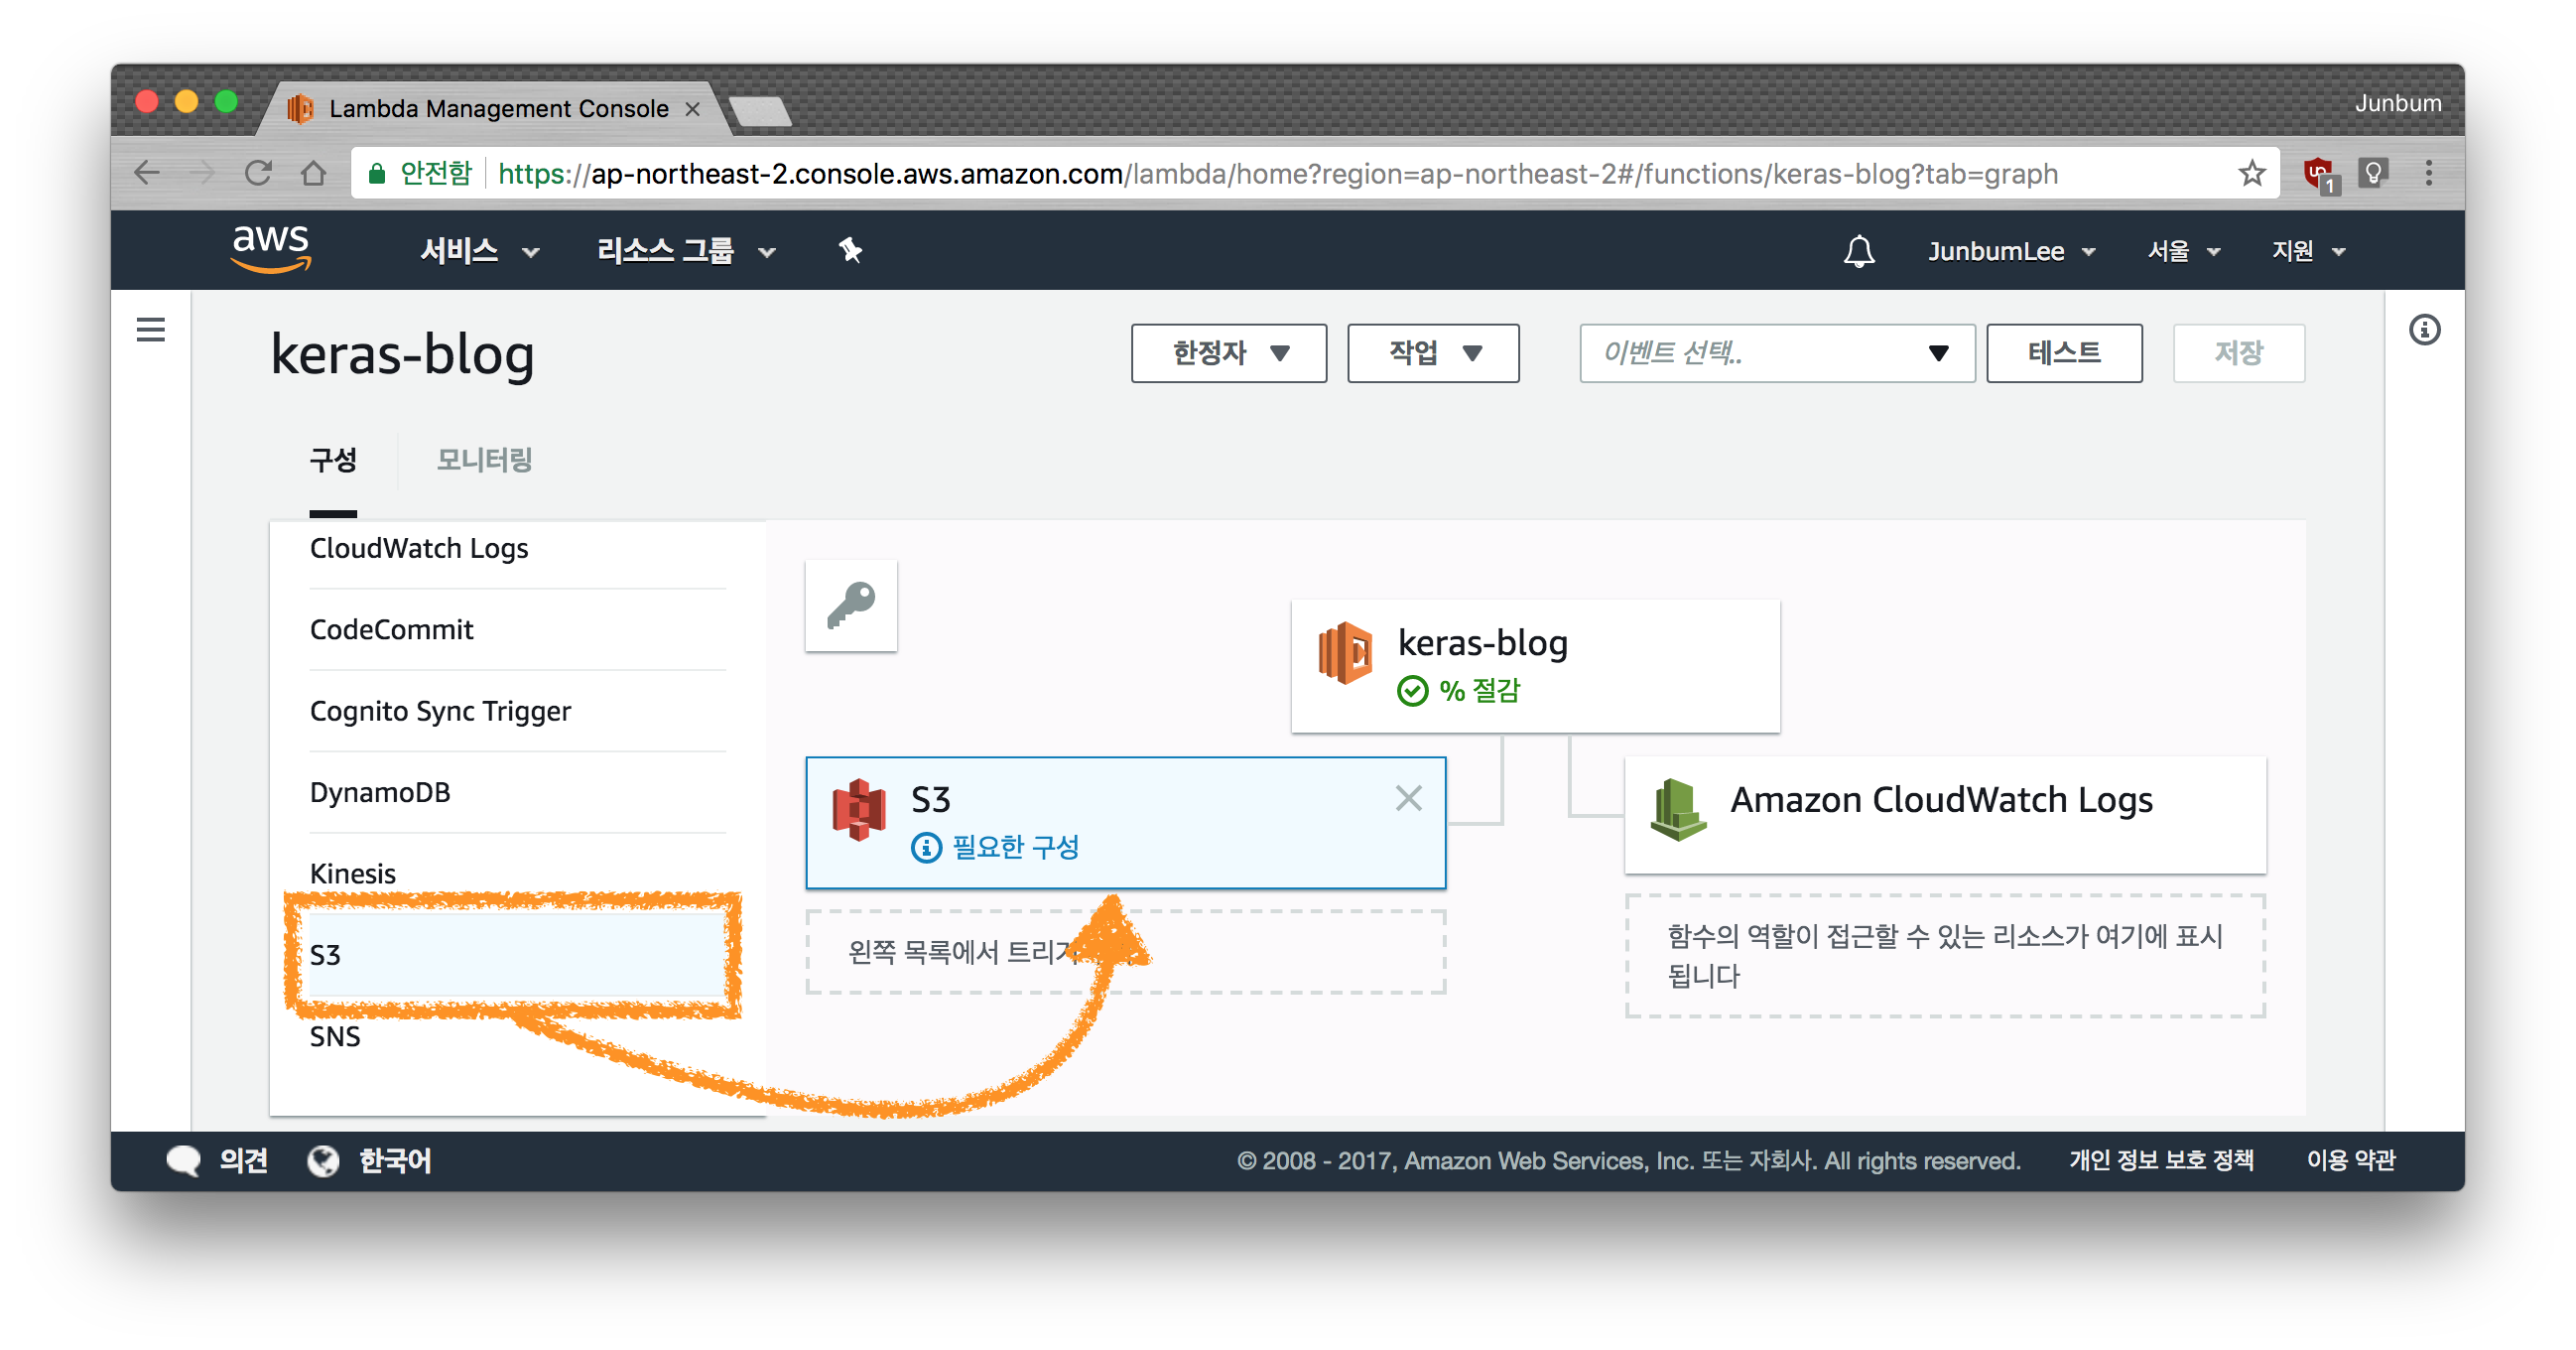 Lambda Management Console
Junbum
안전함 https://ap-northeast-2.console.aws.amazon.com/lambda/home?region=ap-northeast-2#/functions/keras-blog?tab=graph
1
aws 서비스 리소스 그룹 JunbumLee 서울 지원
keras-blog
한정자 작업 이벤트 선택.. 테스트 저장
구성 모니터링
CloudWatch Logs
CodeCommit
Cognito Sync Trigger
DynamoDB
Kinesis
S3
SNS
keras-blog
% 절감
S3
필요한 구성
왼쪽 목록에서
Amazon CloudWatch Logs
함수의 역할이 접근할 수 있는 리소스가 여기에 표시
됩니다
의견 한국어 © 2008 - 2017, Amazon Web Services, Inc. 또는 자회사. All rights reserved. 개인 정보 보호 정책 이용 약관